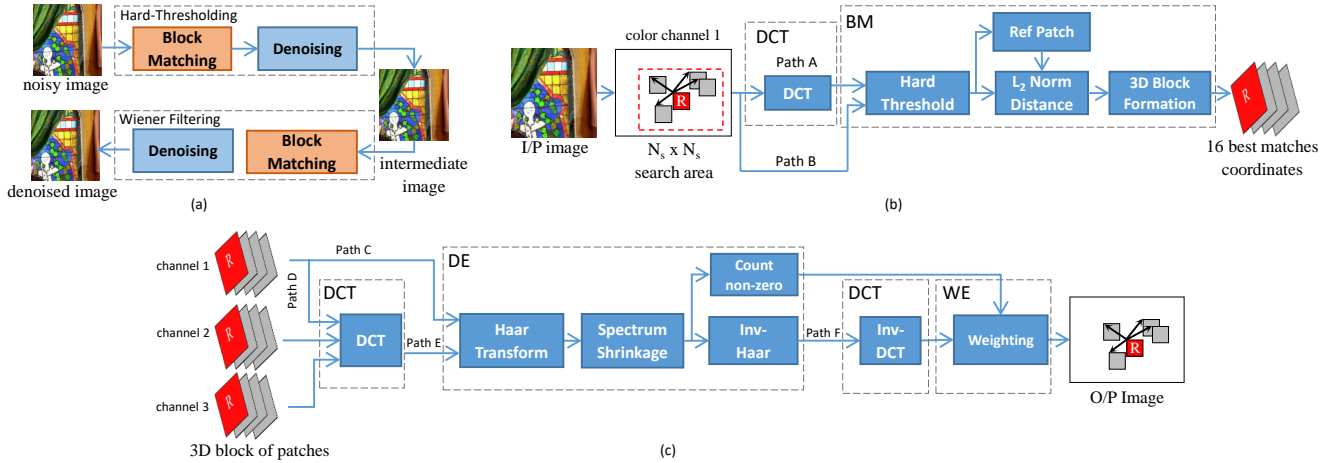 Hard-Thresholding
Block
Matching
Denoising
noisy image
Wiener Filtering
Denoising
Block
Matching
denoised image
intermediate
image
(a)
color channel 1
I/P image
R
N_s x N_s
search area
DCT
Path A
DCT
Path B
BM
Hard
Threshold
Ref Patch
L_2 Norm
Distance
3D Block
Formation
R
16 best matches
coordinates
(b)
channel 1
R
channel 2
R
channel 3
R
3D block of patches
Path C
Path D
DCT
DCT
Path E
DE
Haar
Transform
Spectrum
Shrinkage
Count
non-zero
Inv-
Haar
Path F
DCT
Inv-
DCT
WE
Weighting
R
O/P Image
(c)